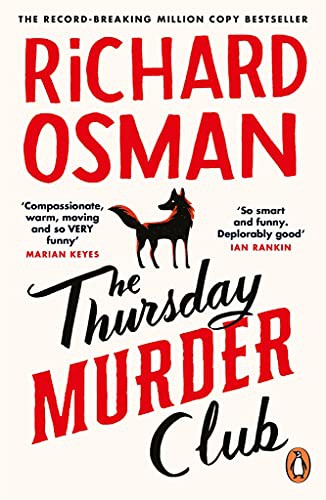 THE RECORD-BREAKING MILLION COPY BESTSELLER
RiCHARD
OSMAN
‘Compassionate,
warm, moving
and so VERY
funny’
MARIAN KEYES
‘So smart
and funny.
Deplorably good’
IAN RANKIN
The
Thursday
MURDER
Club